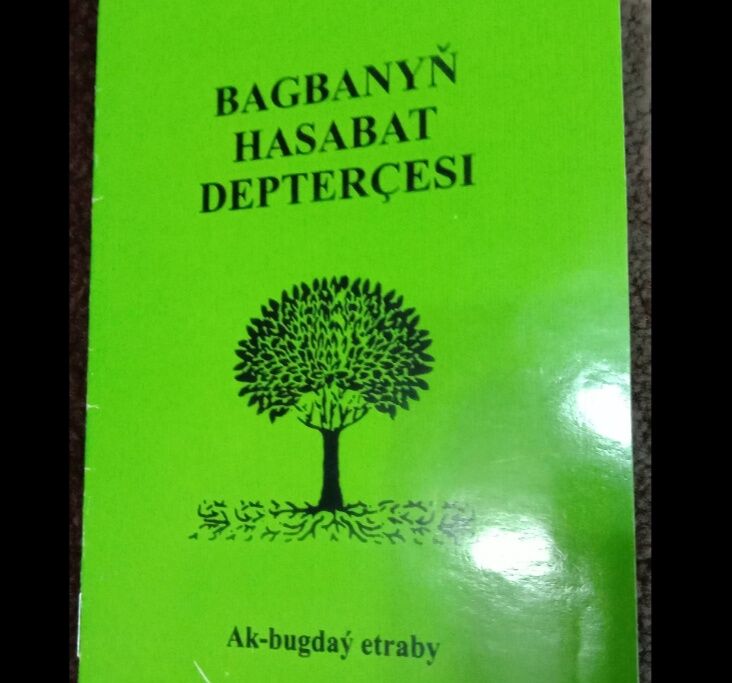 BAGBANYŇ
HASABAT
DEPTERÇESI
Ak-bugdaý etraby